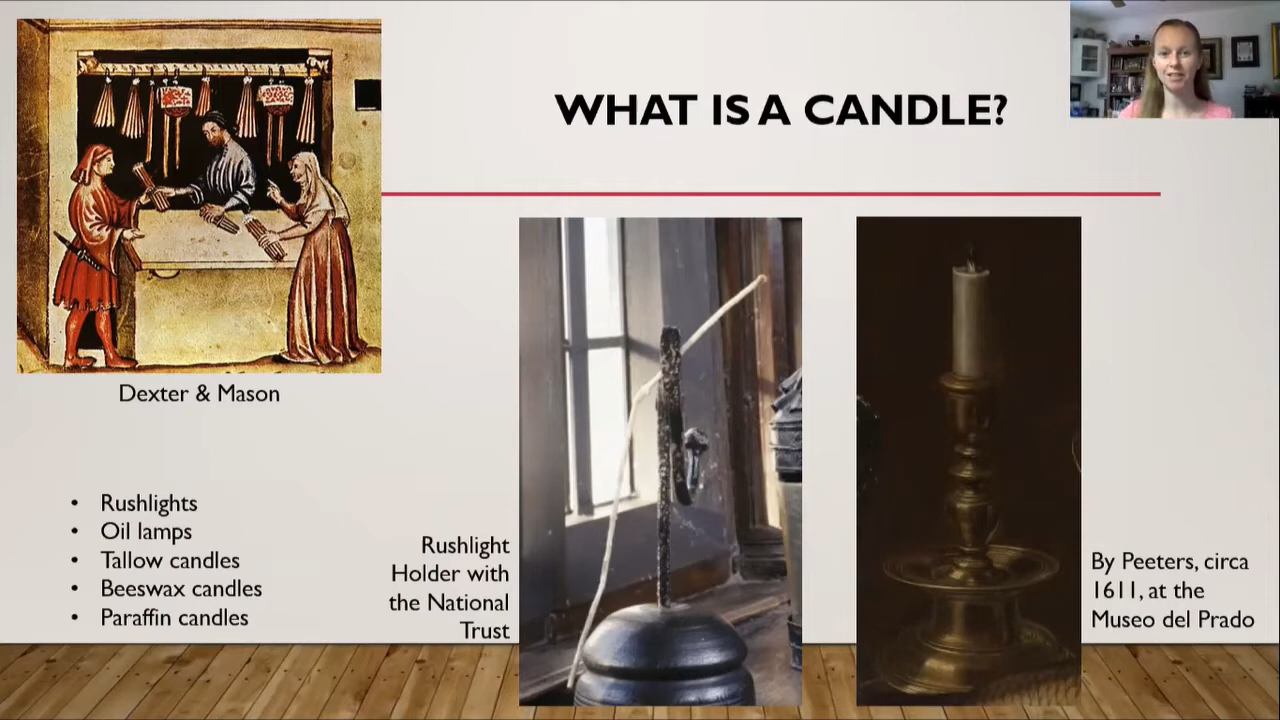 WHAT IS A CANDLE?
Dexter & Mason
• Rushlights
• Oil lamps
• Tallow candles
• Beeswax candles
• Paraffin candles
Rushlight
Holder with
the National
Trust
By Peeters, circa
1611, at the
Museo del Prado